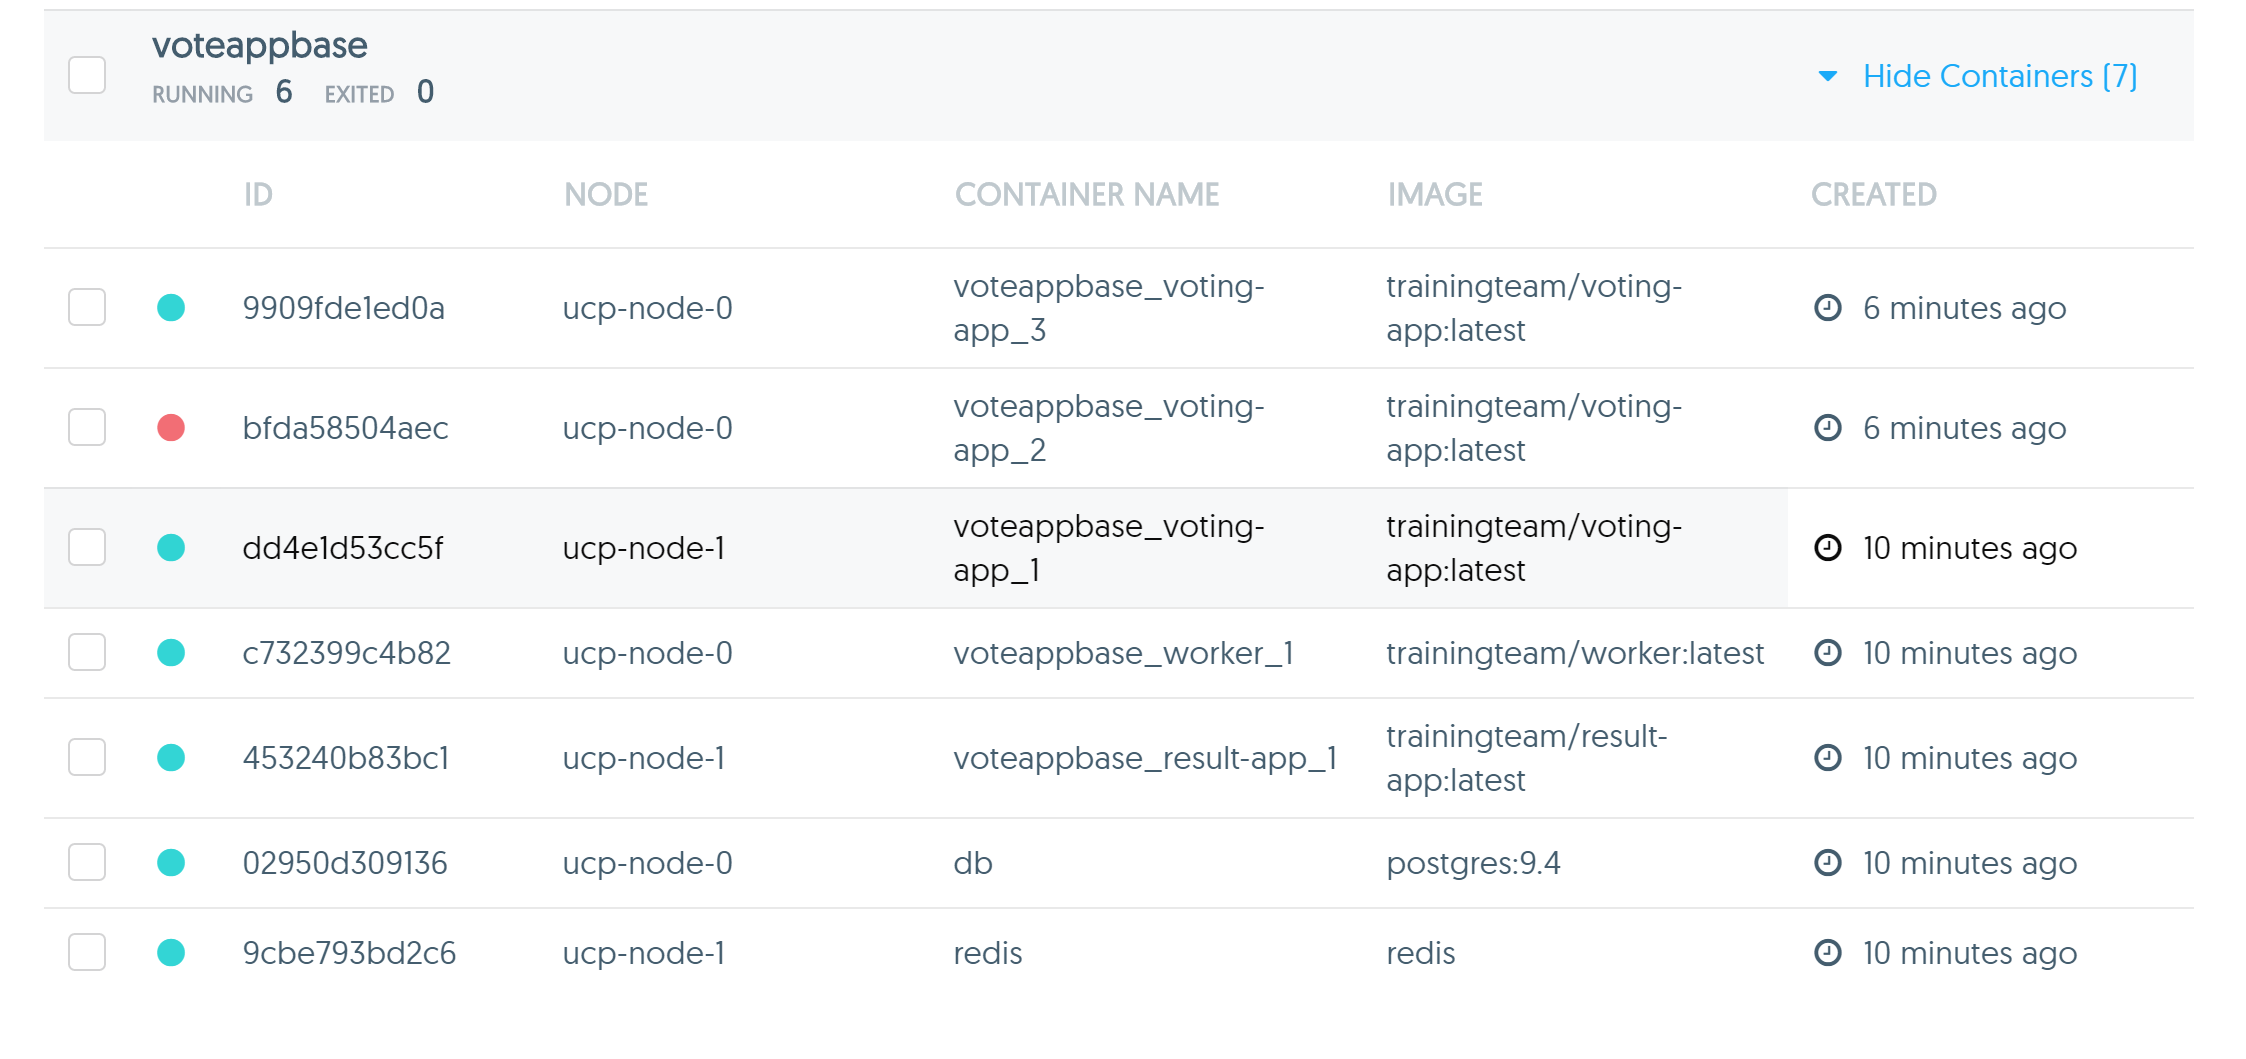 voteappbase
RUNNING 6 EXITED 0
Hide Containers (7)
ID NODE CONTAINER NAME IMAGE CREATED
9909fde1ed0a ucp-node-0 voteappbase_voting- trainingteam/voting- 6 minutes ago
app_3 app:latest
bfda58504aec ucp-node-0 voteappbase_voting- trainingteam/voting- 6 minutes ago
app_2 app:latest
dd4e1d53cc5f ucp-node-1 voteappbase_voting- trainingteam/voting- 10 minutes ago
app_1 app:latest
c732399c4b82 ucp-node-0 voteappbase_worker_1 trainingteam/worker:latest 10 minutes ago
453240b83bc1 ucp-node-1 voteappbase_result-app_1 trainingteam/result- 10 minutes ago
app:latest
02950d309136 ucp-node-0 db postgres:9.4 10 minutes ago
9cbe793bd2c6 ucp-node-1 redis redis 10 minutes ago